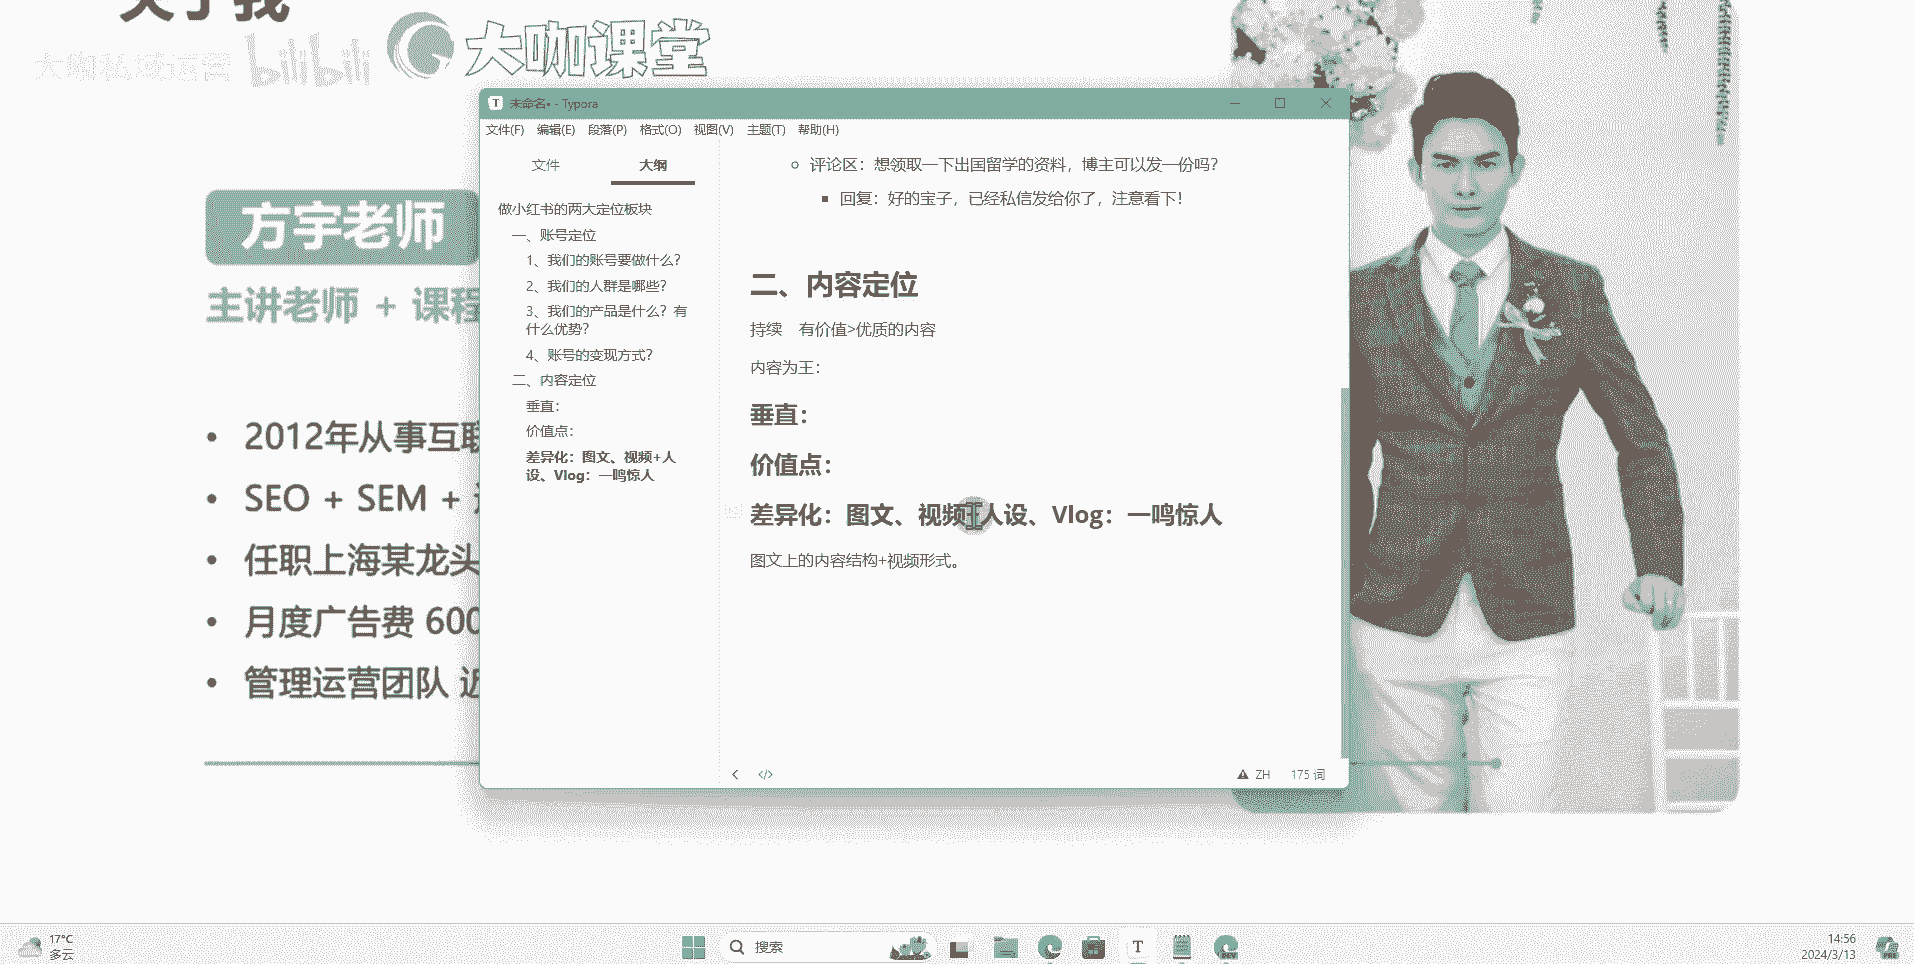 关于我
大咖私域运营 bilibili 大咖课堂
方宇老师
主讲老师 + 课程
2012年从事互联
SEO + SEM +
任职上海某龙头
月度广告费 600
管理运营团队 近
未命名• - Typora
文件(F) 编辑(E) 段落(P) 格式(O) 视图(V) 主题(T) 帮助(H)
文件 大纲
做小红书的两大定位板块
一、账号定位
1、我们的账号要做什么？
2、我们的人群是哪些？
3、我们的产品是什么？有
什么优势？
4、账号的变现方式？
二、内容定位
垂直：
价值点：
差异化：图文、视频+人
设、Vlog：一鸣惊人
评论区：想领取一下出国留学的资料，博主可以发一份吗？
回复：好的宝子，已经私信发给你了，注意看下！
二、内容定位
持续 有价值>优质的内容
内容为王：
垂直：
价值点：
差异化：图文、视频+人设、Vlog：一鸣惊人
图文上的内容结构+视频形式。
ZH 175 词
17°C
多云
搜索
DEV
14:56
2024/3/13
PRE